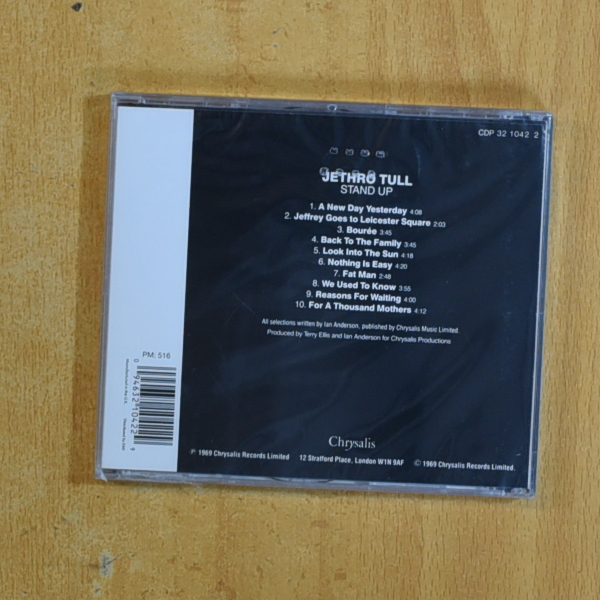 CDP 32 1042 2
JETHRO TULL
STAND UP
1. A New Day Yesterday 4:08
2. Jeffrey Goes to Leicester Square 2:03
3. Bourée 3:45
4. Back To The Family 3:45
5. Look Into The Sun 4:18
6. Nothing Is Easy 4:20
7. Fat Man 2:48
8. We Used To Know 3:55
9. Reasons For Waiting 4:00
10. For A Thousand Mothers 4:12
All selections written by Ian Anderson, published by Chrysalis Music Limited.
Produced by Terry Ellis and Ian Anderson for Chrysalis Productions
PM: 516
0 94632 10422 9
Chrysalis
℗ 1969 Chrysalis Records Limited 12 Stratford Place, London W1N 9AF © 1969 Chrysalis Records Limited.